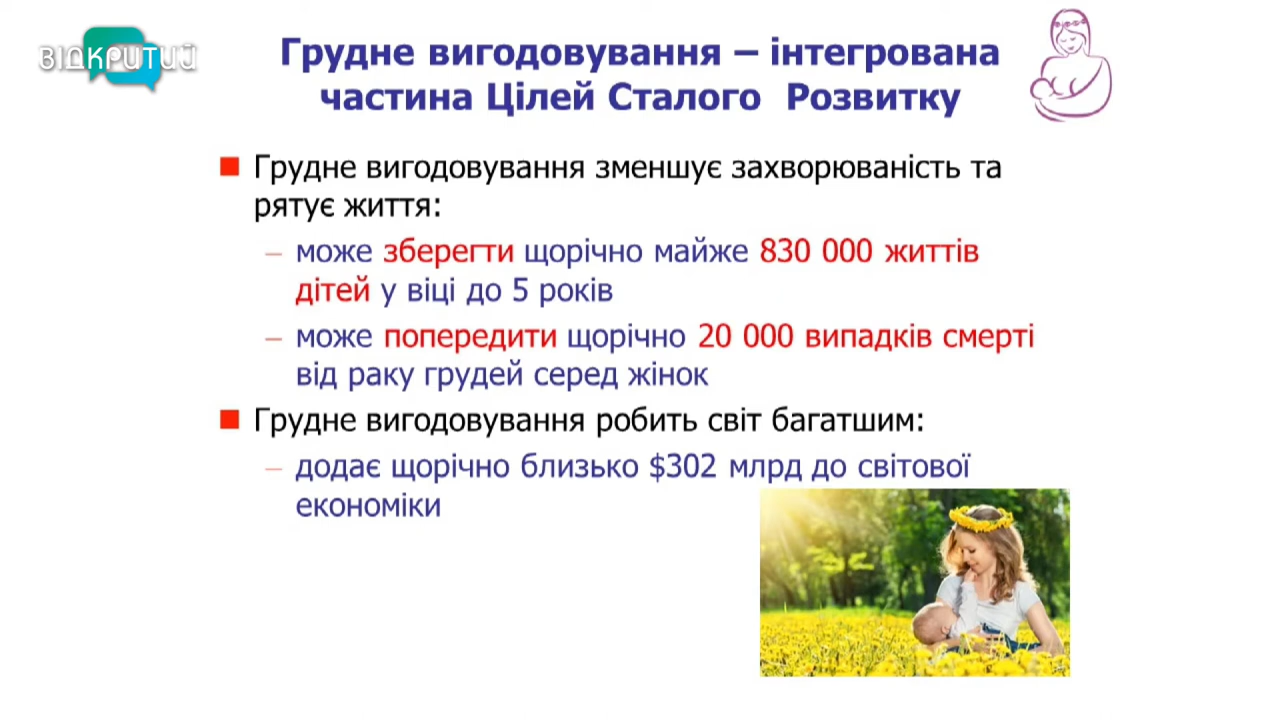 ВІДКРИТИЙ
Грудне вигодовування – інтегрована
частина Цілей Сталого Розвитку
Грудне вигодовування зменшує захворюваність та
рятує життя:
– може зберегти щорічно майже 830 000 життів
дітей у віці до 5 років
– може попередити щорічно 20 000 випадків смерті
від раку грудей серед жінок
Грудне вигодовування робить світ багатшим:
– додає щорічно близько $302 млрд до світової
економіки